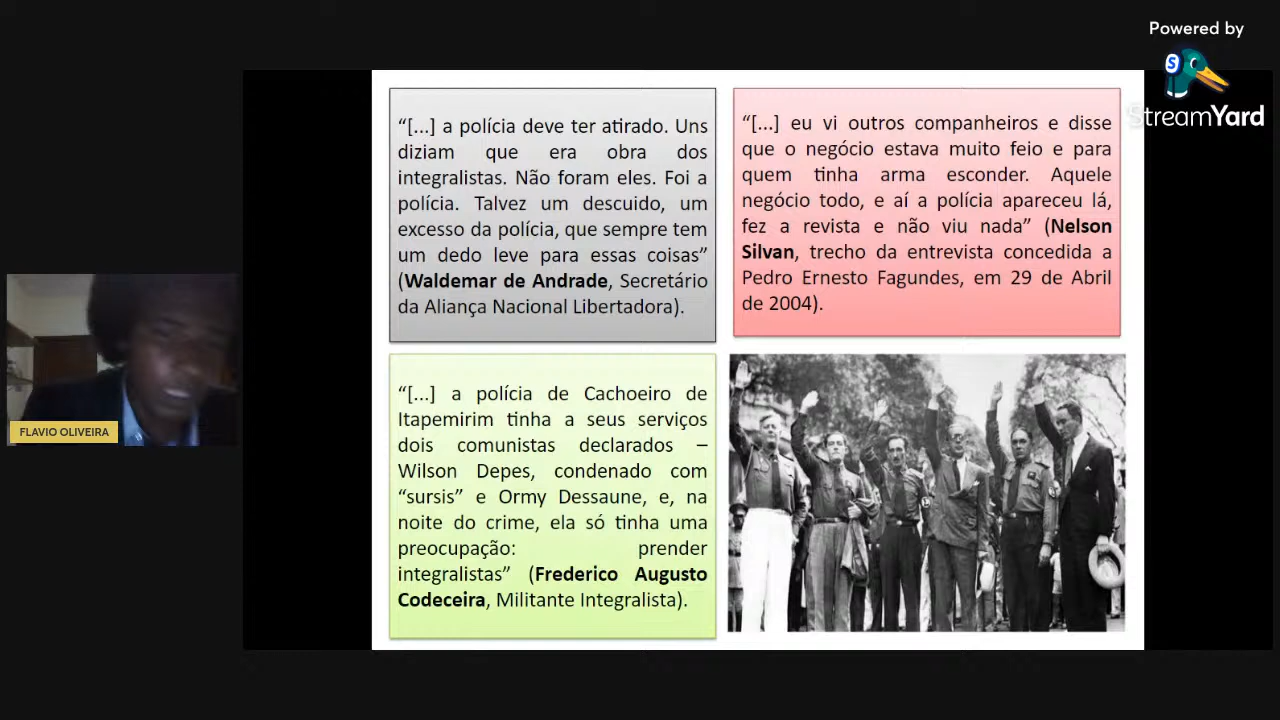 Powered by
StreamYard
“[...] a polícia deve ter atirado. Uns
diziam que era obra dos
integralistas. Não foram eles. Foi a
polícia. Talvez um descuido, um
excesso da polícia, que sempre tem
um dedo leve para essas coisas”
(Waldemar de Andrade, Secretário
da Aliança Nacional Libertadora).
“[...] eu vi outros companheiros e disse
que o negócio estava muito feio e para
quem tinha arma esconder. Aquele
negócio todo, e aí a polícia apareceu lá,
fez a revista e não viu nada” (Nelson
Silvan, trecho da entrevista concedida a
Pedro Ernesto Fagundes, em 29 de Abril
de 2004).
“[...] a polícia de Cachoeiro de
Itapemirim tinha a seus serviços
dois comunistas declarados –
Wilson Depes, condenado com
“sursis” e Ormy Dessaune, e, na
noite do crime, ela só tinha uma
preocupação: prender
integralistas” (Frederico Augusto
Codeceira, Militante Integralista).
FLAVIO OLIVEIRA